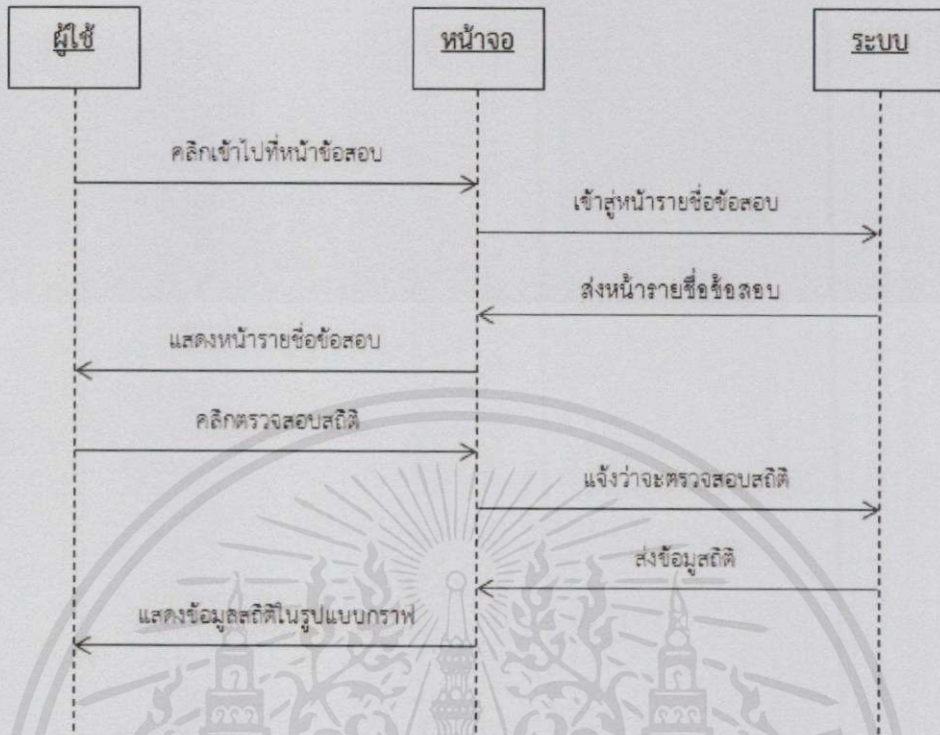 ผู้ใช้
หน้าจอ
ระบบ
คลิกเข้าไปที่หน้าข้อสอบ
เข้าสู่หน้ารายชื่อข้อสอบ
ส่งหน้ารายชื่อข้อสอบ
แสดงหน้ารายชื่อข้อสอบ
คลิกตรวจสอบสถิติ
แจ้งว่าจะตรวจสอบสถิติ
ส่งข้อมูสถิติ
แสดงข้อมูลสถิติในรูปแบบกราฟ